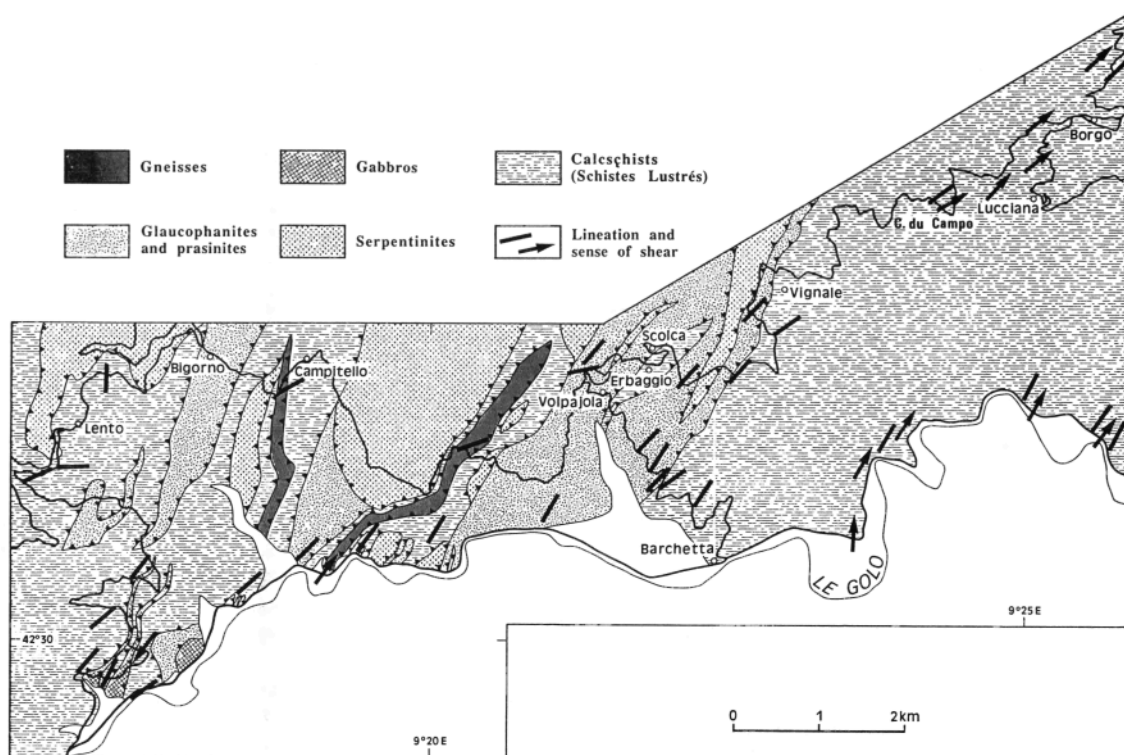 Gneisses
Gabbros
Calcsçhists
(Schistes Lustrés)
Glaucophanites
and prasinites
Serpentinites
Lineation and
sense of shear
Borgo
Lucciana
C. du Campo
Vignale
Scolca
Bigorno
Campitello
Erbaggio
Volpajola
Lento
Barchetta
LE GOLO
42°30
9°25 E
0 1 2km
9°20 E